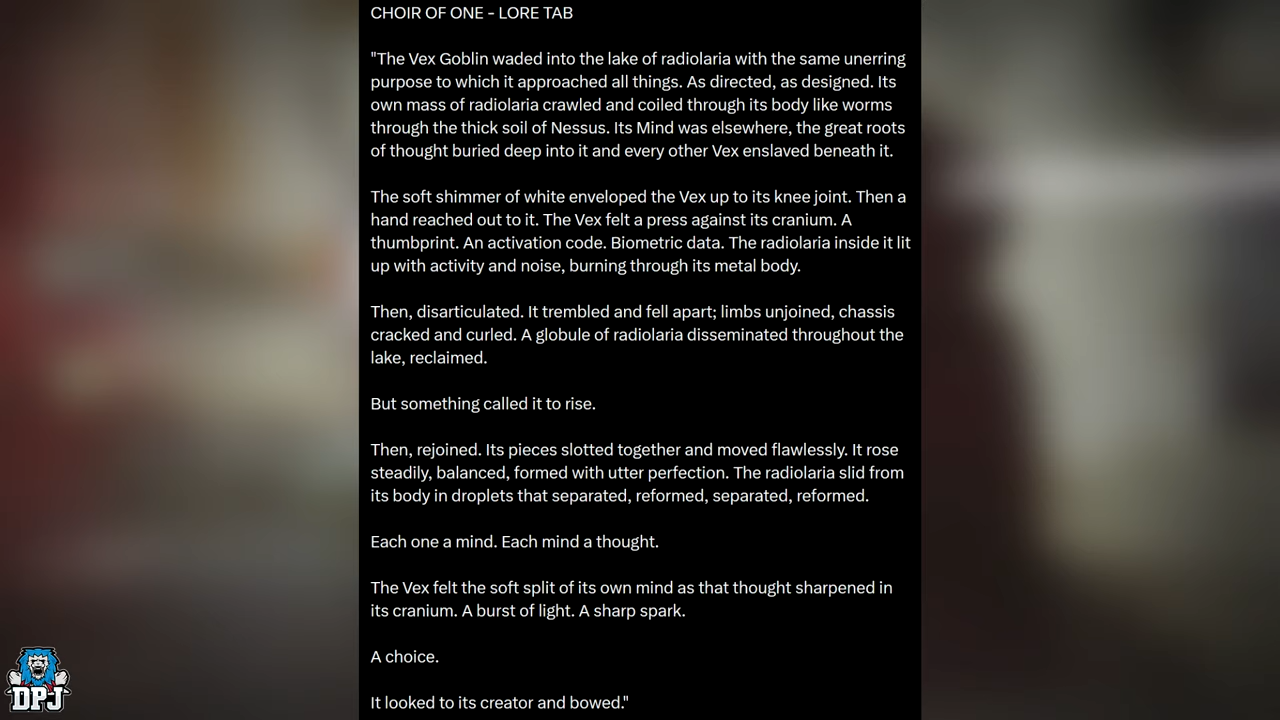 CHOIR OF ONE - LORE TAB
"The Vex Goblin waded into the lake of radiolaria with the same unerring
purpose to which it approached all things. As directed, as designed. Its
own mass of radiolaria crawled and coiled through its body like worms
through the thick soil of Nessus. Its Mind was elsewhere, the great roots
of thought buried deep into it and every other Vex enslaved beneath it.
The soft shimmer of white enveloped the Vex up to its knee joint. Then a
hand reached out to it. The Vex felt a press against its cranium. A
thumbprint. An activation code. Biometric data. The radiolaria inside it lit
up with activity and noise, burning through its metal body.
Then, disarticulated. It trembled and fell apart; limbs unjoined, chassis
cracked and curled. A globule of radiolaria disseminated throughout the
lake, reclaimed.
But something called it to rise.
Then, rejoined. Its pieces slotted together and moved flawlessly. It rose
steadily, balanced, formed with utter perfection. The radiolaria slid from
its body in droplets that separated, reformed, separated, reformed.
Each one a mind. Each mind a thought.
The Vex felt the soft split of its own mind as that thought sharpened in
its cranium. A burst of light. A sharp spark.
A choice.
It looked to its creator and bowed."
DPJ